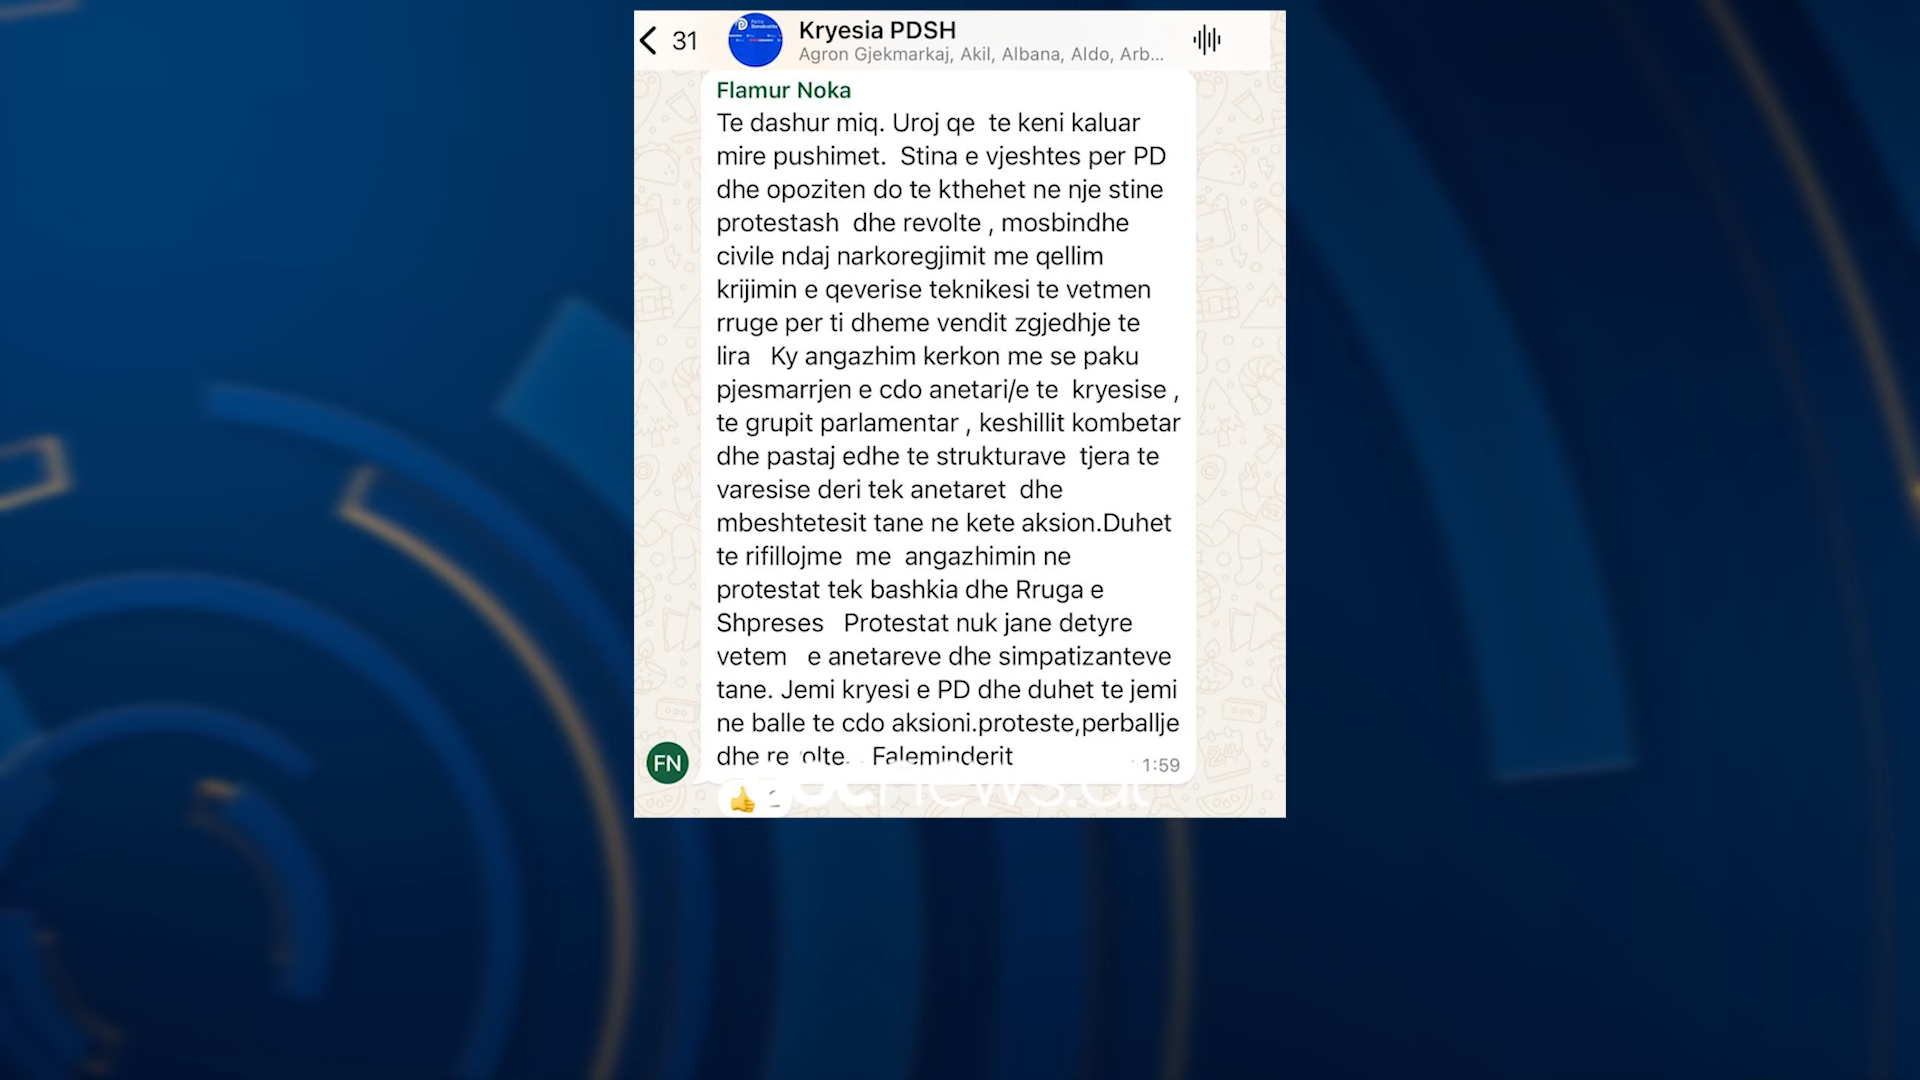 31
Kryesia PDSH
Agron Gjekmarkaj, Akil, Albana, Aldo, Arb...
Flamur Noka
Te dashur miq. Uroj qe te keni kaluar
mire pushimet. Stina e vjeshtes per PD
dhe opoziten do te kthehet ne nje stine
protestash dhe revolte , mosbindhe
civile ndaj narkoregjimit me qellim
krijimin e qeverise teknikesi te vetmen
rruge per ti dheme vendit zgjedhje te
lira Ky angazhim kerkon me se paku
pjesmarrjen e cdo anetari/e te kryesise ,
te grupit parlamentar , keshillit kombetar
dhe pastaj edhe te strukturave tjera te
varesise deri tek anetaret dhe
mbeshtetesit tane ne kete aksion.Duhet
te rifillojme me angazhimin ne
protestat tek bashkia dhe Rruga e
Shpreses Protestat nuk jane detyre
vetem e anetareve dhe simpatizanteve
tane. Jemi kryesi e PD dhe duhet te jemi
ne balle te cdo aksioni.proteste,perballje
dhe revolte. Faleminderit
FN
1:59